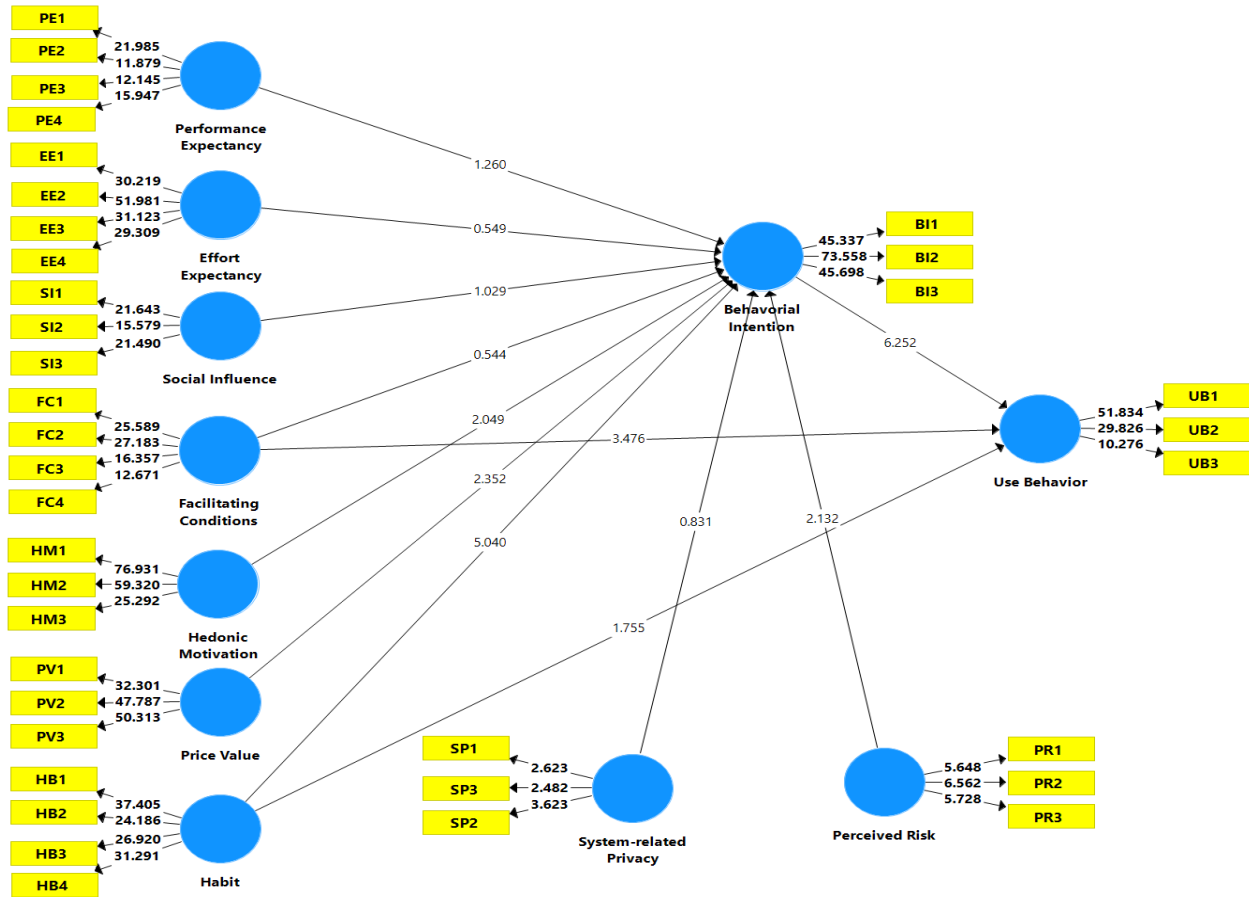 PE1
PE2
PE3
PE4
21.985
11.879
12.145
15.947
Performance
Expectancy
EE1
EE2
EE3
EE4
30.219
51.981
31.123
29.309
Effort
Expectancy
SI1
SI2
SI3
21.643
15.579
21.490
Social Influence
FC1
FC2
FC3
FC4
25.589
27.183
16.357
12.671
Facilitating
Conditions
HM1
HM2
HM3
76.931
59.320
25.292
Hedonic
Motivation
PV1
PV2
PV3
32.301
47.787
50.313
Price Value
HB1
HB2
HB3
HB4
37.405
24.186
26.920
31.291
Habit
1.260
0.549
1.029
0.544
2.049
2.352
5.040
3.476
1.755
0.831
2.132
6.252
Behavorial
Intention
45.337
73.558
45.698
BI1
BI2
BI3
Use Behavior
51.834
29.826
10.276
UB1
UB2
UB3
SP1
SP3
SP2
2.623
2.482
3.623
System-related
Privacy
Perceived Risk
5.648
6.562
5.728
PR1
PR2
PR3